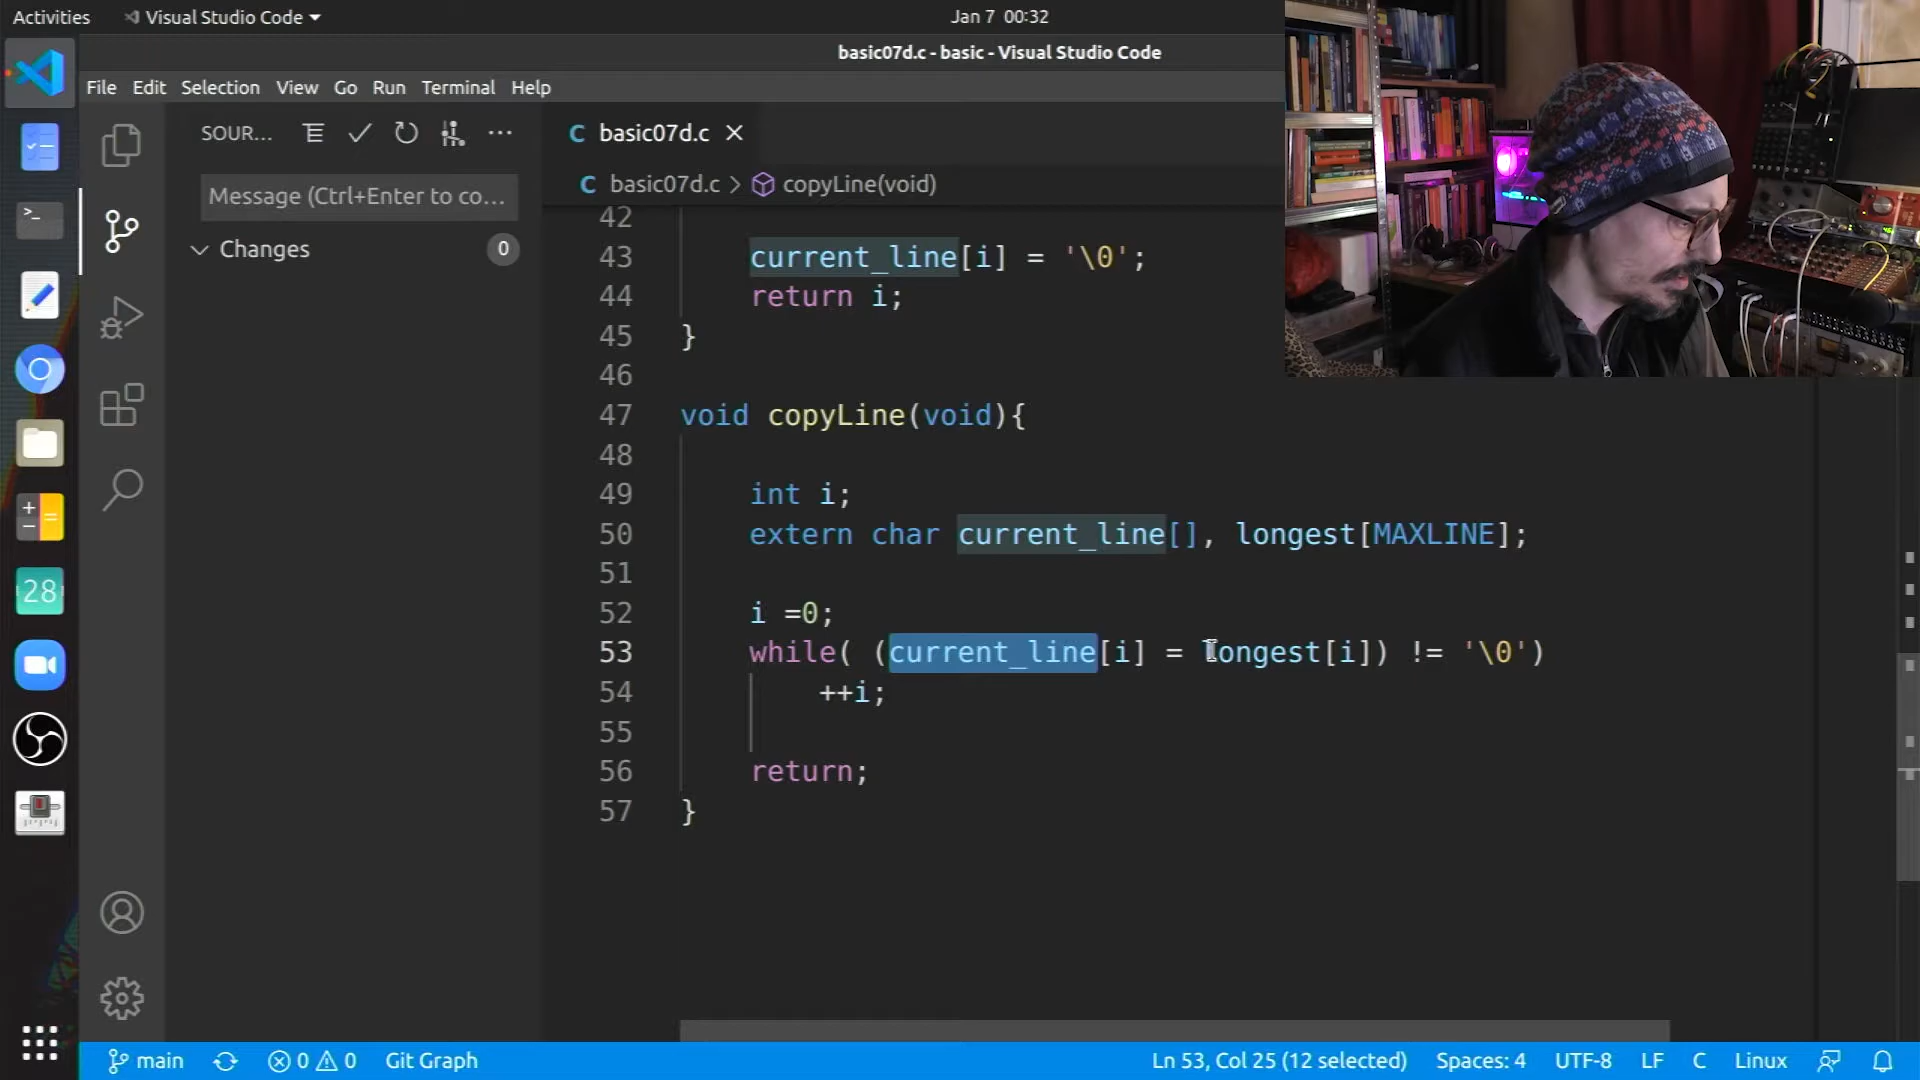 Activities
Visual Studio Code
Jan 7 00:32
basic07d.c - basic - Visual Studio Code
File Edit Selection View Go Run Terminal Help
SOUR...
basic07d.c
basic07d.c > copyLine(void)
Message (Ctrl+Enter to co...
Changes 0
42
43 current_line[i] = '\0';
44 return i;
45 }
46
47 void copyLine(void){
48
49 int i;
50 extern char current_line[], longest[MAXLINE];
51
52 i =0;
53 while( (current_line[i] = longest[i]) != '\0')
54 ++i;
55
56 return;
57 }
28
main
0 0
Git Graph
Ln 53, Col 25 (12 selected)
Spaces: 4
UTF-8
LF
C
Linux